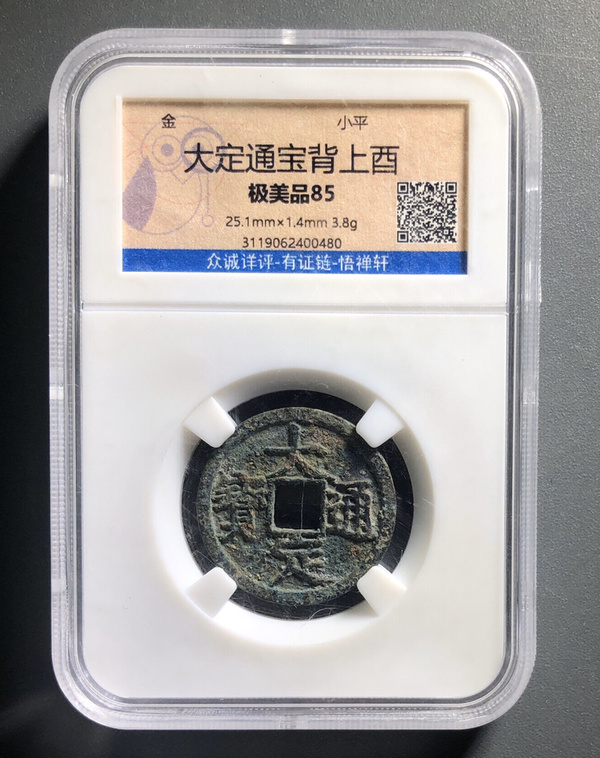 金 小平
大定通宝背上酉
极美品85
25.1mm×1.4mm 3.8g
3119062400480
众诚详评-有证链-悟禅轩
大
寶 通
定